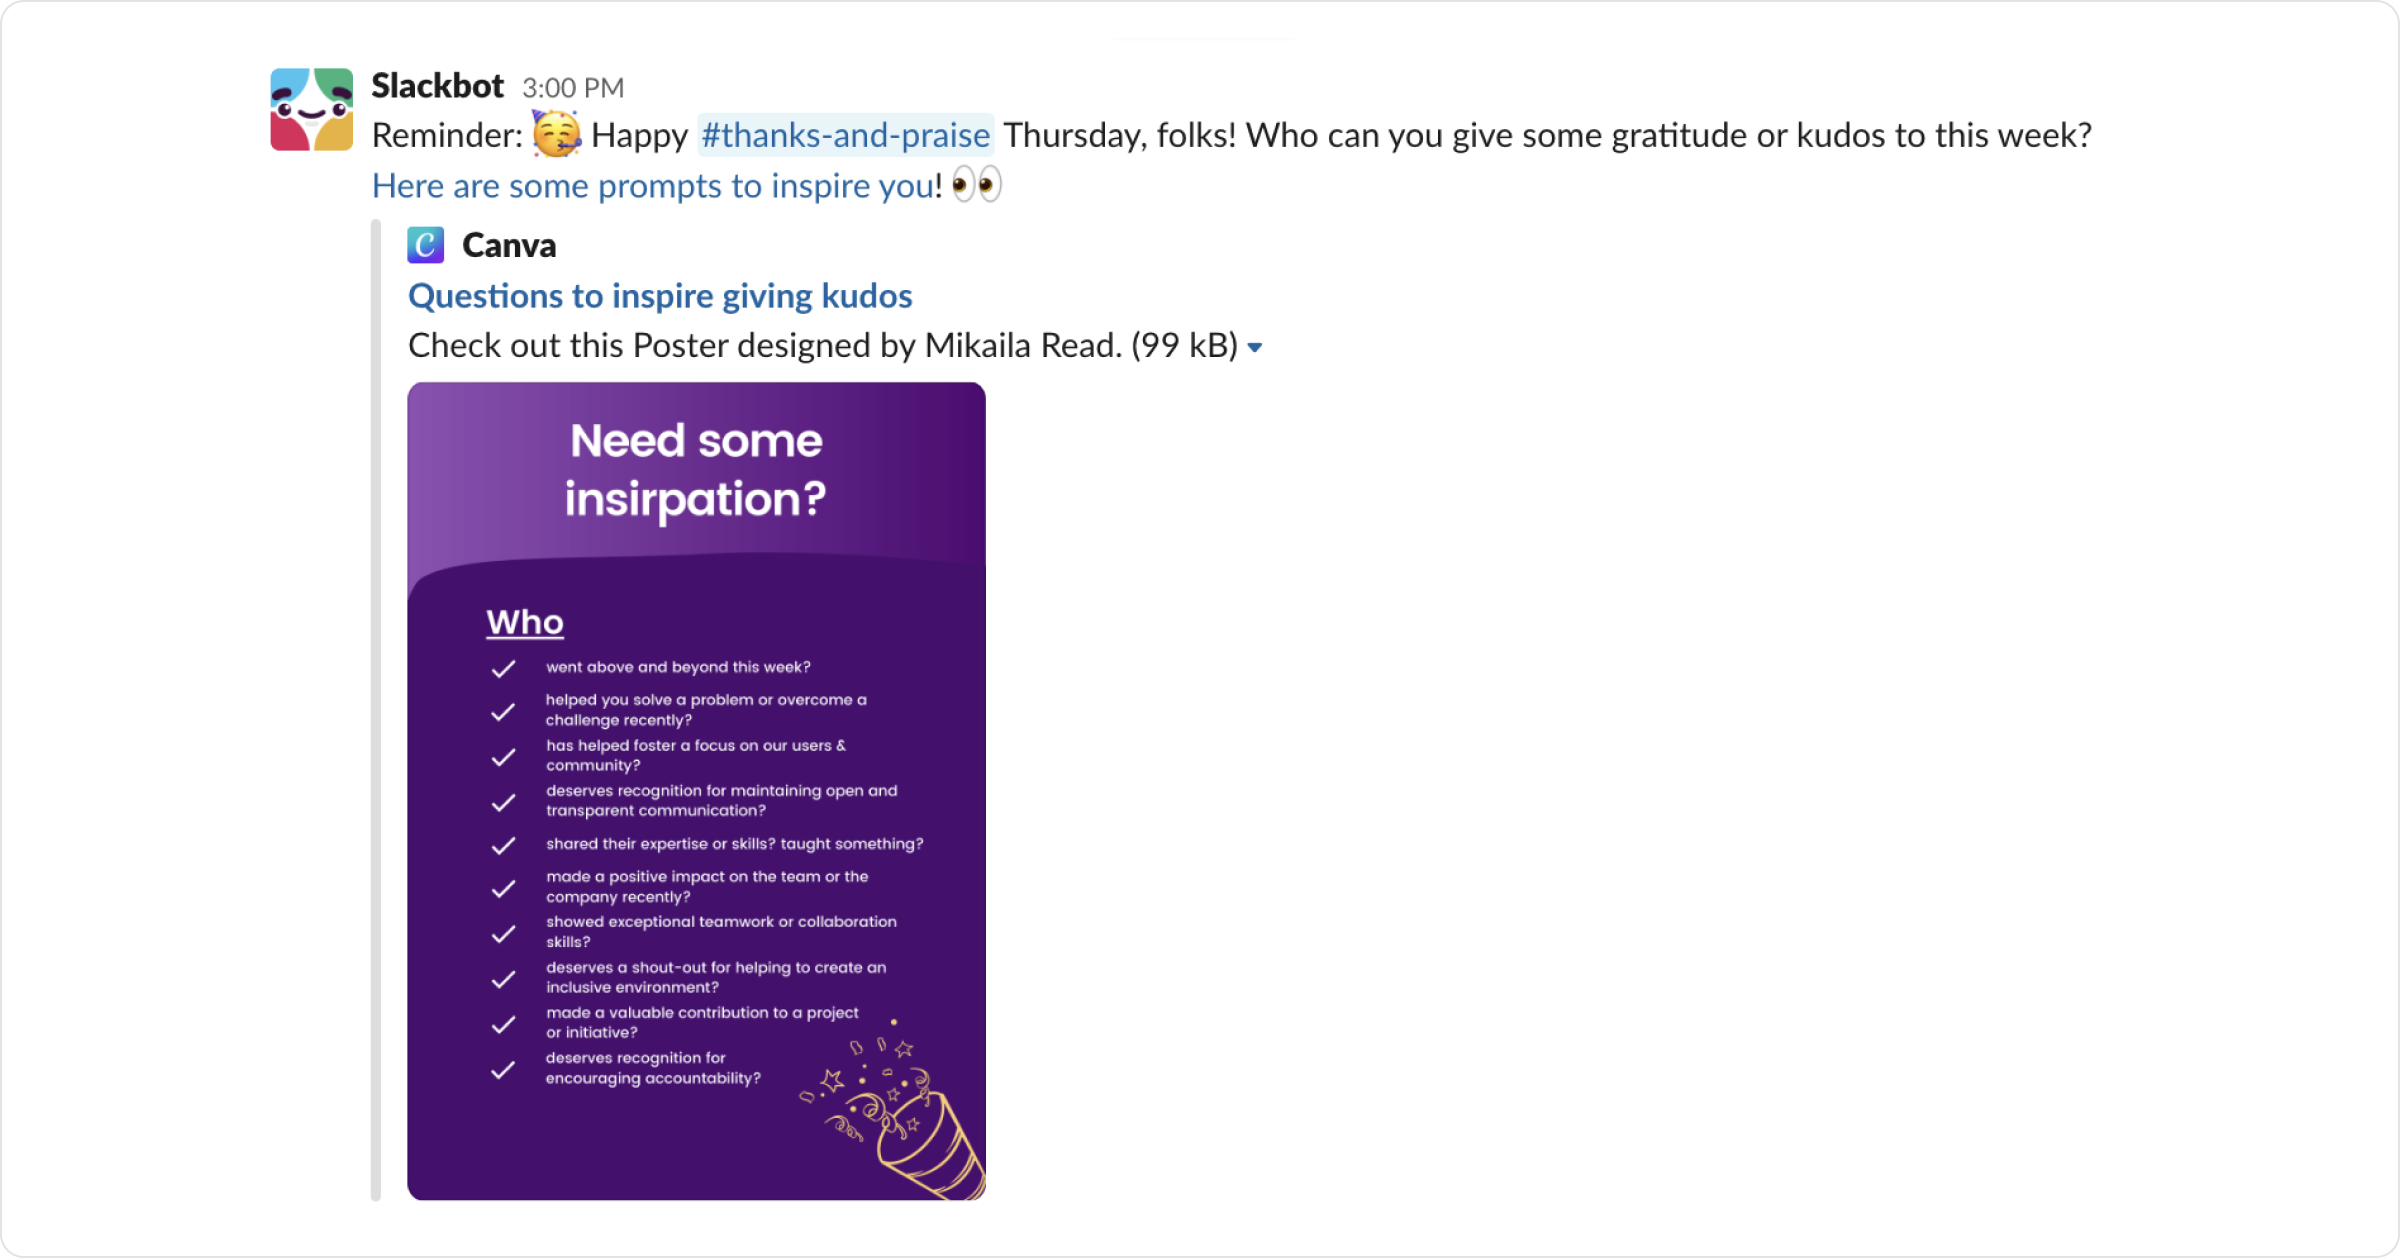 Slackbot 3:00 PM
Reminder: 🥳 Happy #thanks-and-praise Thursday, folks! Who can you give some gratitude or kudos to this week?
Here are some prompts to inspire you! 👀
C Canva
Questions to inspire giving kudos
Check out this Poster designed by Mikaila Read. (99 kB)
Need some
insirpation?
Who
went above and beyond this week?
helped you solve a problem or overcome a
challenge recently?
has helped foster a focus on our users &
community?
deserves recognition for maintaining open and
transparent communication?
shared their expertise or skills? taught something?
made a positive impact on the team or the
company recently?
showed exceptional teamwork or collaboration
skills?
deserves a shout-out for helping to create an
inclusive environment?
made a valuable contribution to a project
or initiative?
deserves recognition for
encouraging accountability?